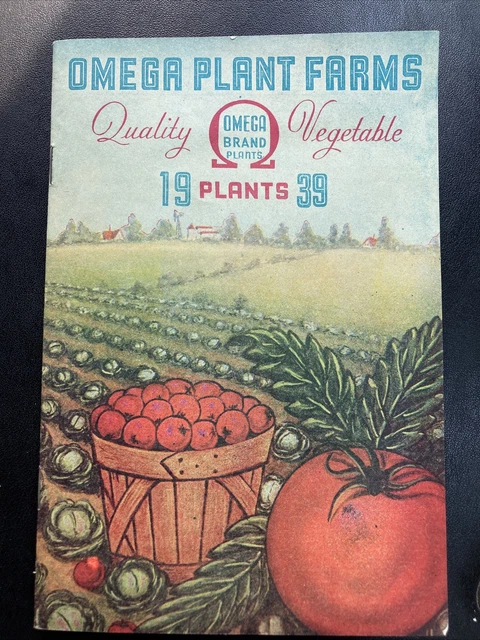 OMEGA PLANT FARMS
Quality Vegetable
Ω
OMEGA
BRAND
PLANTS
19 PLANTS 39